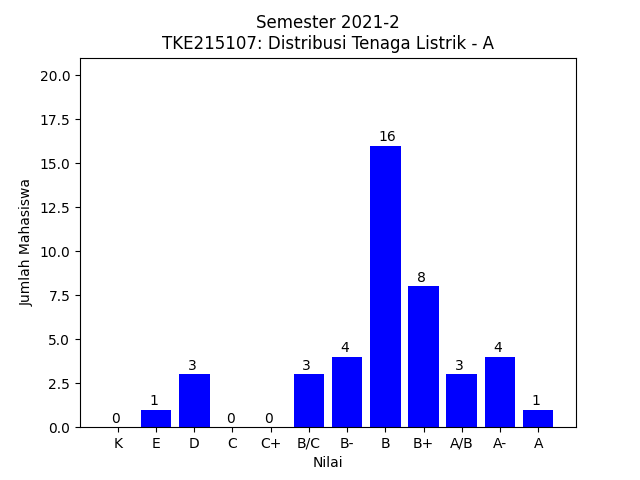 Semester 2021-2
TKE215107: Distribusi Tenaga Listrik - A
20.0
17.5
15.0
12.5
10.0
7.5
5.0
2.5
0.0
Jumlah Mahasiswa
0 1 3 0 0 3 4 16 8 3 4 1
K E D C C+ B/C B- B B+ A/B A- A
Nilai